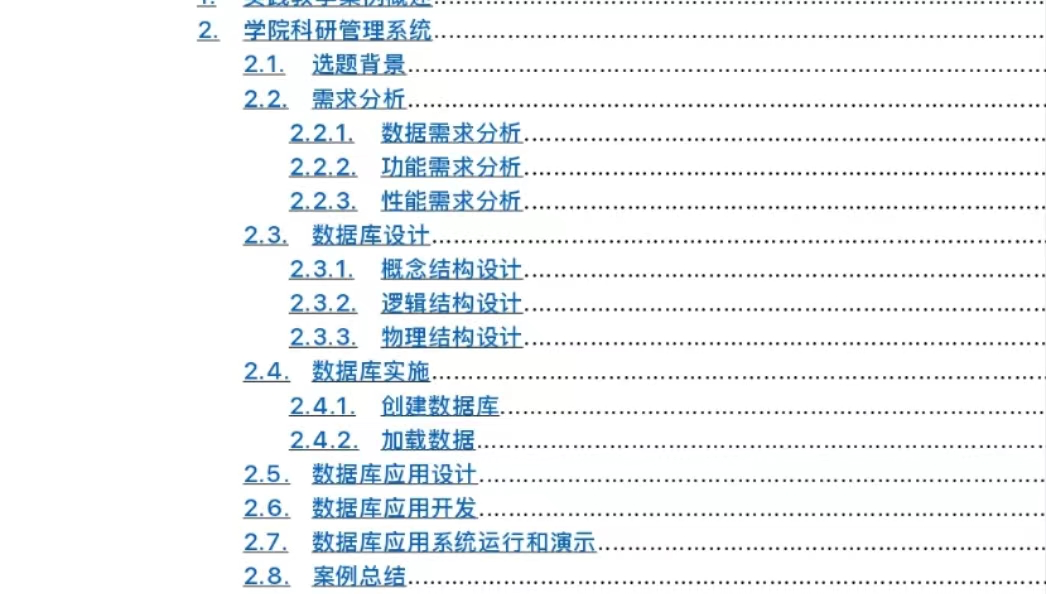 2. 学院科研管理系统
2.1. 选题背景
2.2. 需求分析
2.2.1. 数据需求分析
2.2.2. 功能需求分析
2.2.3. 性能需求分析
2.3. 数据库设计
2.3.1. 概念结构设计
2.3.2. 逻辑结构设计
2.3.3. 物理结构设计
2.4. 数据库实施
2.4.1. 创建数据库
2.4.2. 加载数据
2.5. 数据库应用设计
2.6. 数据库应用开发
2.7. 数据库应用系统运行和演示
2.8. 案例总结